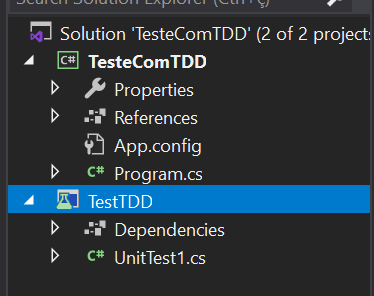 Search Solution Explorer (Ctrl+ç)
Solution 'TesteComTDD' (2 of 2 projects
C# TesteComTDD
Properties
References
App.config
C# Program.cs
TestTDD
Dependencies
C# UnitTest1.cs